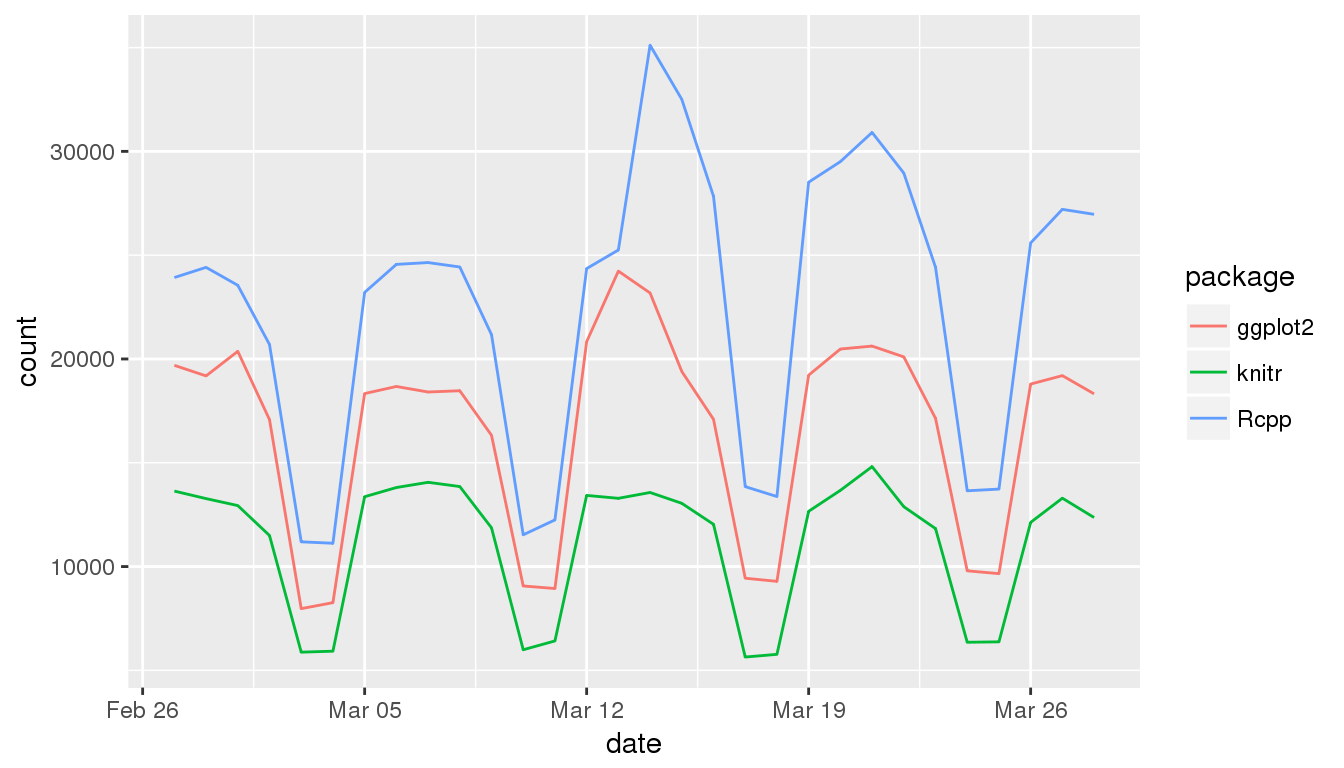 count
30000
20000
10000
Feb 26 Mar 05 Mar 12 Mar 19 Mar 26
date
package
ggplot2
knitr
Rcpp